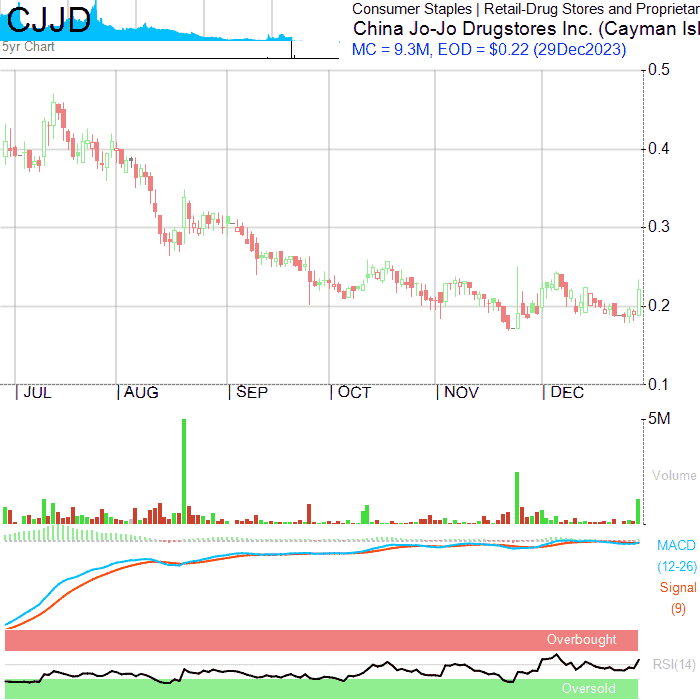 CJJD
5yr Chart
Consumer Staples | Retail-Drug Stores and Proprietar
China Jo-Jo Drugstores Inc. (Cayman Isl
MC = 9.3M, EOD = $0.22 (29Dec2023)
0.5
0.4
0.3
0.2
0.1
JUL AUG SEP OCT NOV DEC
5M
Volume
MACD
(12-26)
Signal
(9)
Overbought
RSI(14)
Oversold